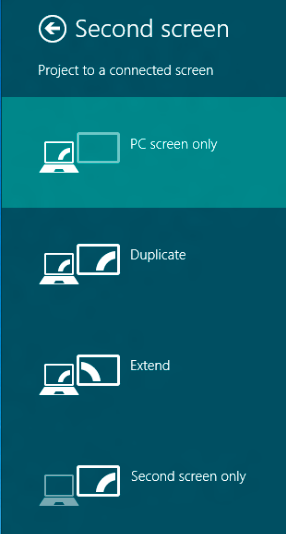 Second screen
Project to a connected screen
PC screen only
Duplicate
Extend
Second screen only